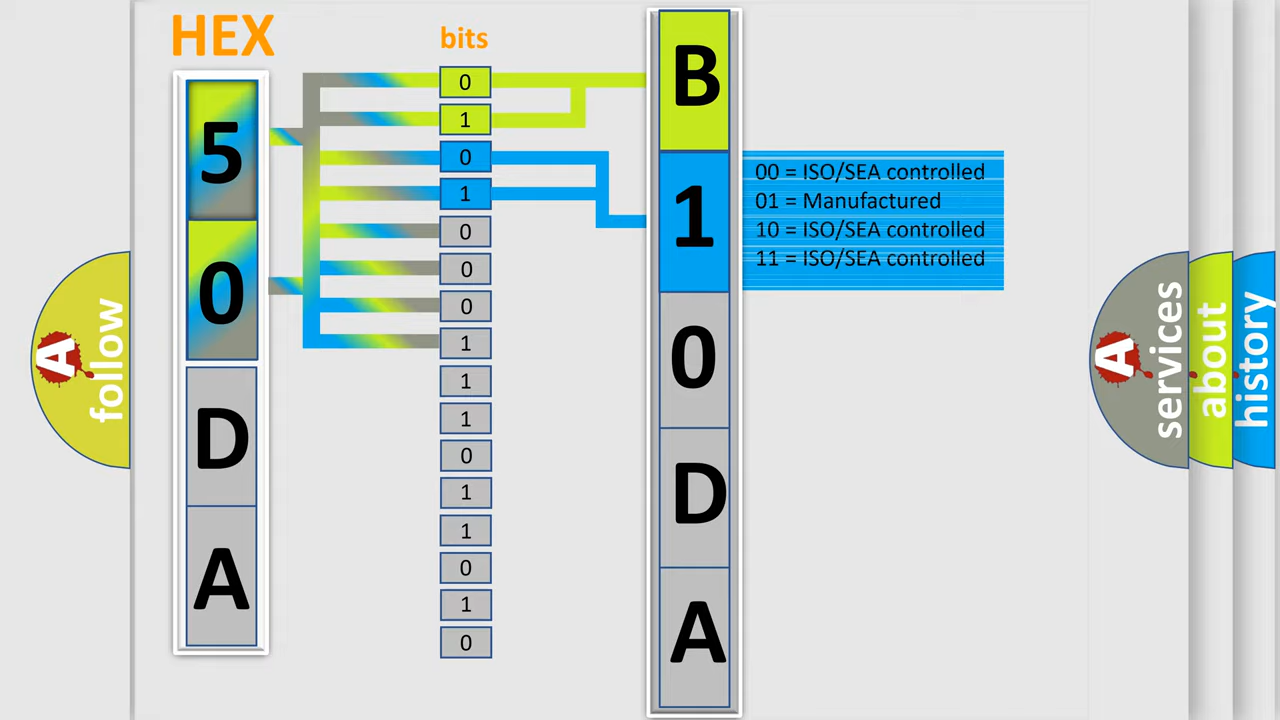 HEX
bits
5
0
D
A
0
1
0
1
0
0
0
1
1
1
0
1
1
0
1
0
B
1
0
D
A
00 = ISO/SEA controlled
01 = Manufactured
10 = ISO/SEA controlled
11 = ISO/SEA controlled
A
follow
A
services
about
history